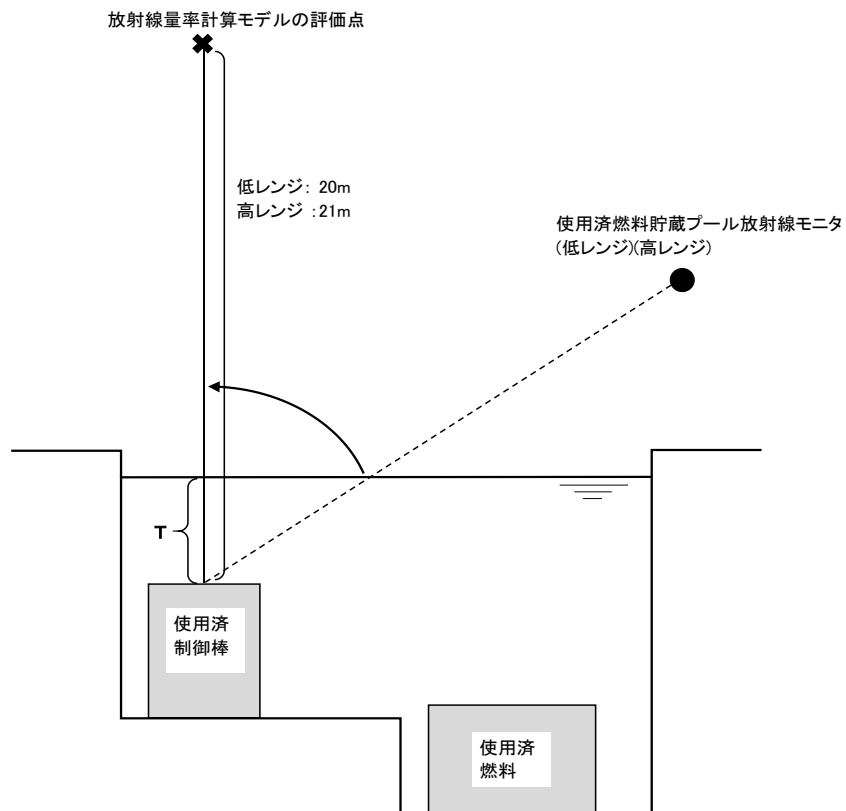 放射線量率計算モデルの評価点
低レンジ: 20m
高レンジ :21m
使用済燃料貯蔵プール放射線モニタ
(低レンジ)(高レンジ)
T
使用済
制御棒
使用済
燃料